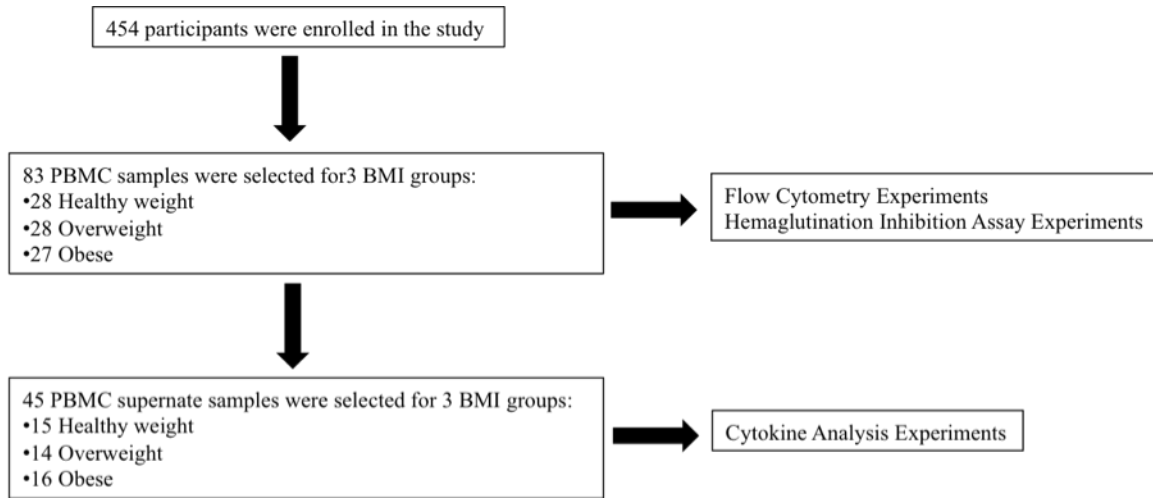 454 participants were enrolled in the study
83 PBMC samples were selected for3 BMI groups:
•28 Healthy weight
•28 Overweight
•27 Obese
Flow Cytometry Experiments
Hemaglutination Inhibition Assay Experiments
45 PBMC supernate samples were selected for 3 BMI groups:
•15 Healthy weight
•14 Overweight
•16 Obese
Cytokine Analysis Experiments